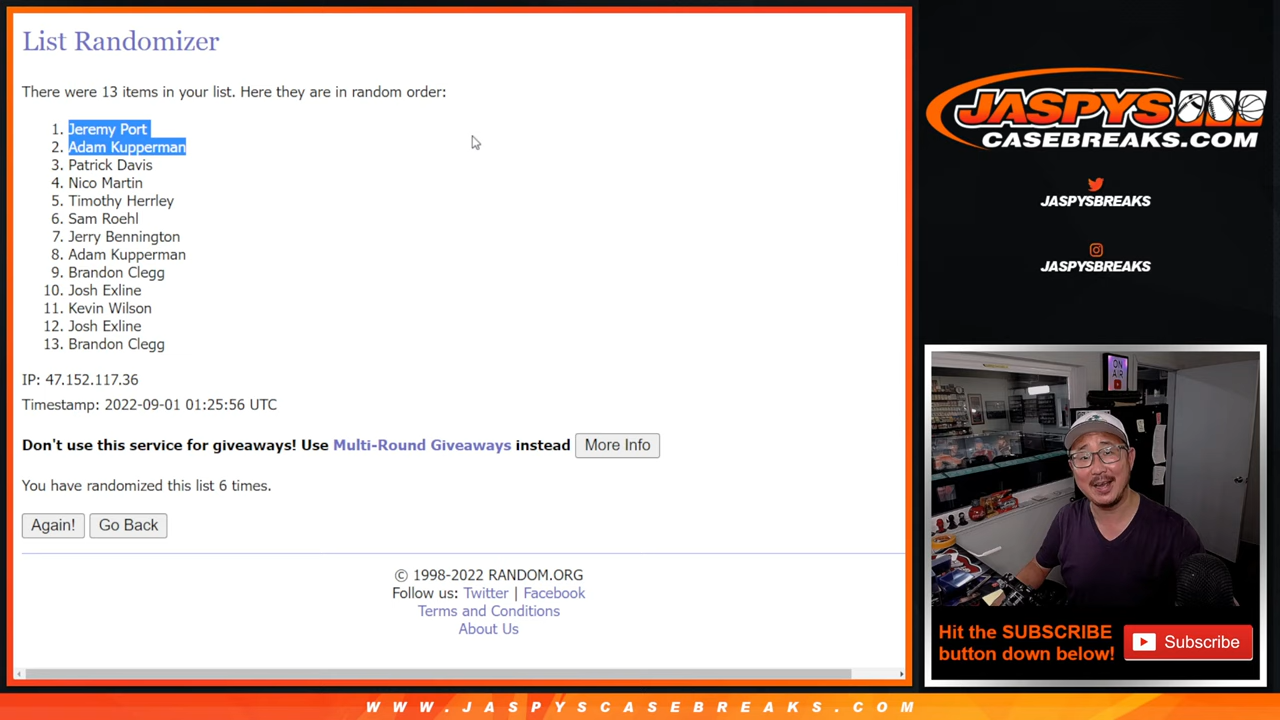 List Randomizer
There were 13 items in your list. Here they are in random order:
1. Jeremy Port
2. Adam Kupperman
3. Patrick Davis
4. Nico Martin
5. Timothy Herrley
6. Sam Roehl
7. Jerry Bennington
8. Adam Kupperman
9. Brandon Clegg
10. Josh Exline
11. Kevin Wilson
12. Josh Exline
13. Brandon Clegg
IP: 47.152.117.36
Timestamp: 2022-09-01 01:25:56 UTC
Don't use this service for giveaways! Use Multi-Round Giveaways instead More Info
You have randomized this list 6 times.
Again! Go Back
© 1998-2022 RANDOM.ORG
Follow us: Twitter | Facebook
Terms and Conditions
About Us
JASPYS
CASEBREAKS.COM
JASPYSBREAKS
JASPYSBREAKS
ON
AIR
Hit the SUBSCRIBE
button down below!
Subscribe
WWW.JASPYSCASEBREAKS.COM